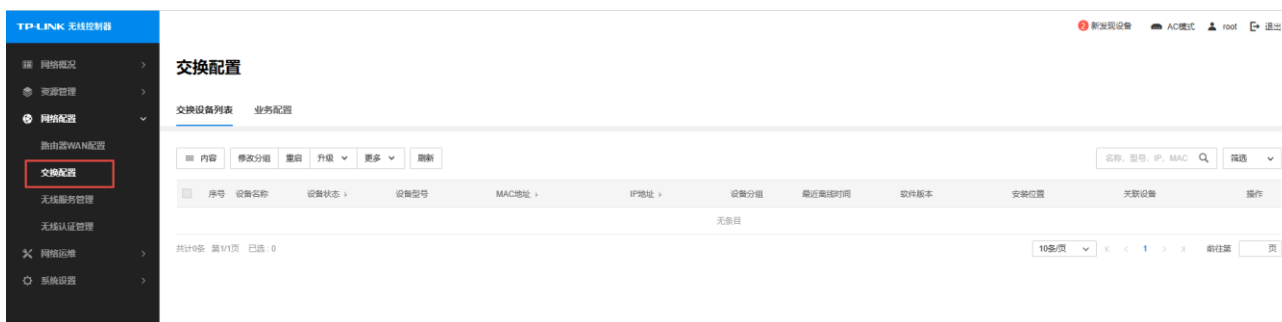 TP-LINK 无线控制器
2 新发现设备 AC模式 root 退出
网络概况
资源管理
网络配置
路由器WAN配置
交换配置
无线服务管理
无线认证管理
网络运维
系统设置
交换配置
交换设备列表 业务配置
内容 修改分组 重启 升级 更多 刷新
名称, 型号, IP, MAC 筛选
序号 设备名称 设备状态 设备型号 MAC地址 IP地址 设备分组 最近离线时间 软件版本 安装位置 关联设备 操作
无条目
共计0条 第1/1页 已选：0
10条/页 1 前往第 页